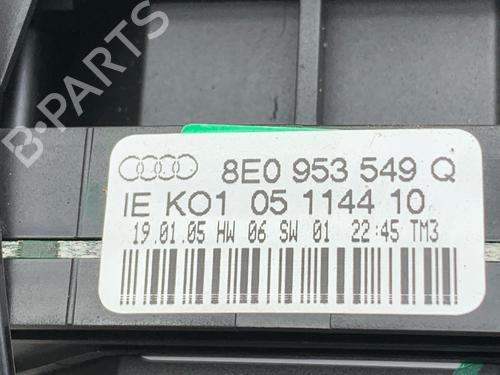 B-PARTS
8E0 953 549 Q
IE KO1 05 1144 10
19.01.05 HW 06 SW 01 22:45 TM3